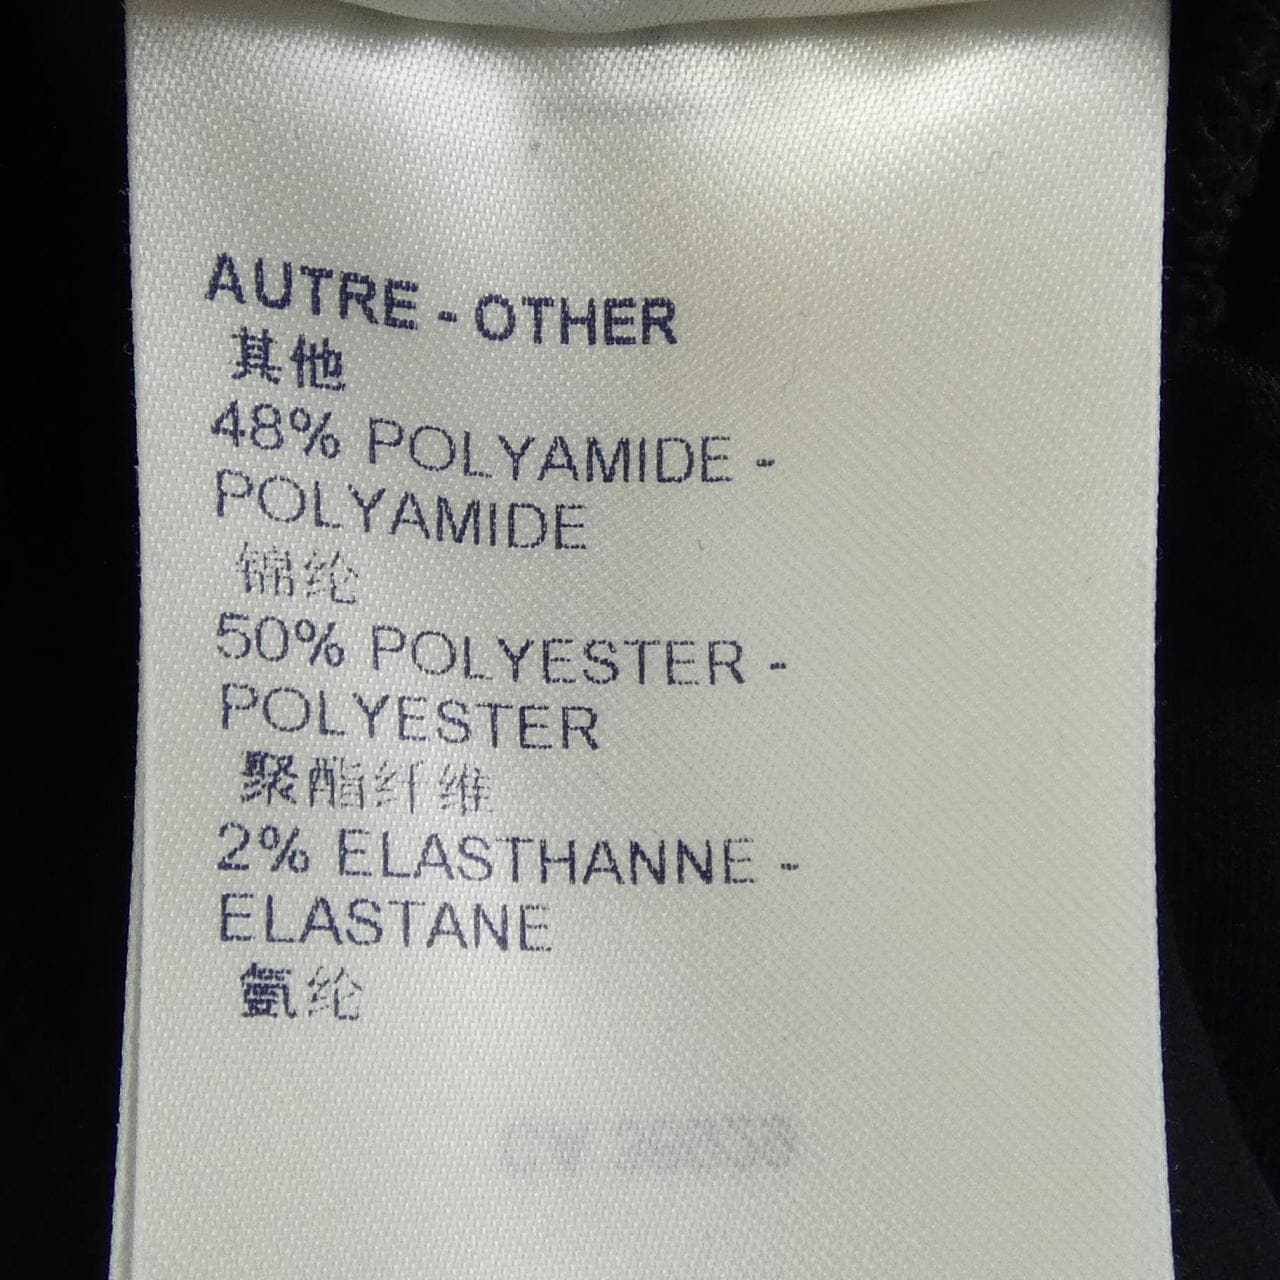 AUTRE - OTHER
其他
48% POLYAMIDE -
POLYAMIDE
锦纶
50% POLYESTER -
POLYESTER
聚酯纤维
2% ELASTHANNE -
ELASTANE
氨纶